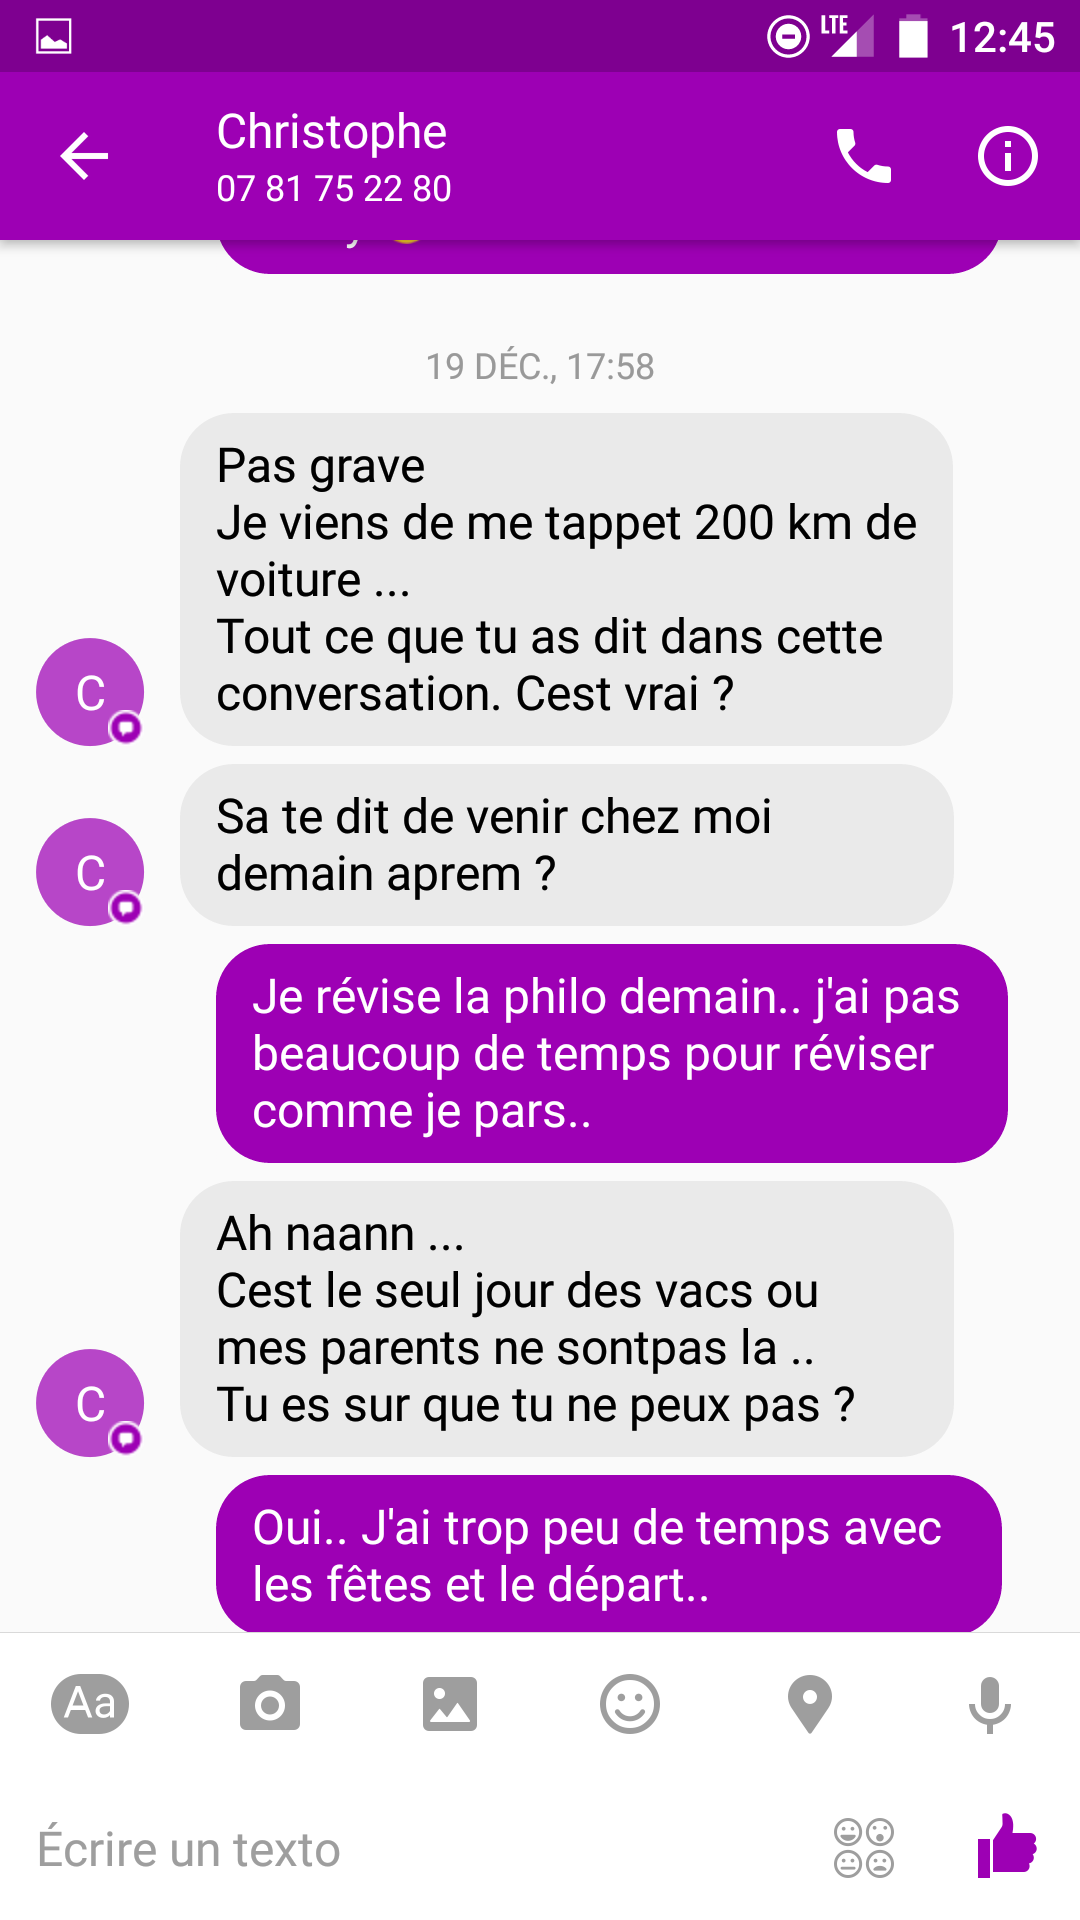 LTE 12:45
Christophe
07 81 75 22 80
19 DÉC., 17:58
Pas grave
Je viens de me tappet 200 km de
voiture ...
Tout ce que tu as dit dans cette
conversation. Cest vrai ?
C
Sa te dit de venir chez moi
demain aprem ?
C
Je révise la philo demain.. j'ai pas
beaucoup de temps pour réviser
comme je pars..
Ah naann ...
Cest le seul jour des vacs ou
mes parents ne sontpas la ..
Tu es sur que tu ne peux pas ?
C
Oui.. J'ai trop peu de temps avec
les fêtes et le départ..
Aa
Écrire un texto